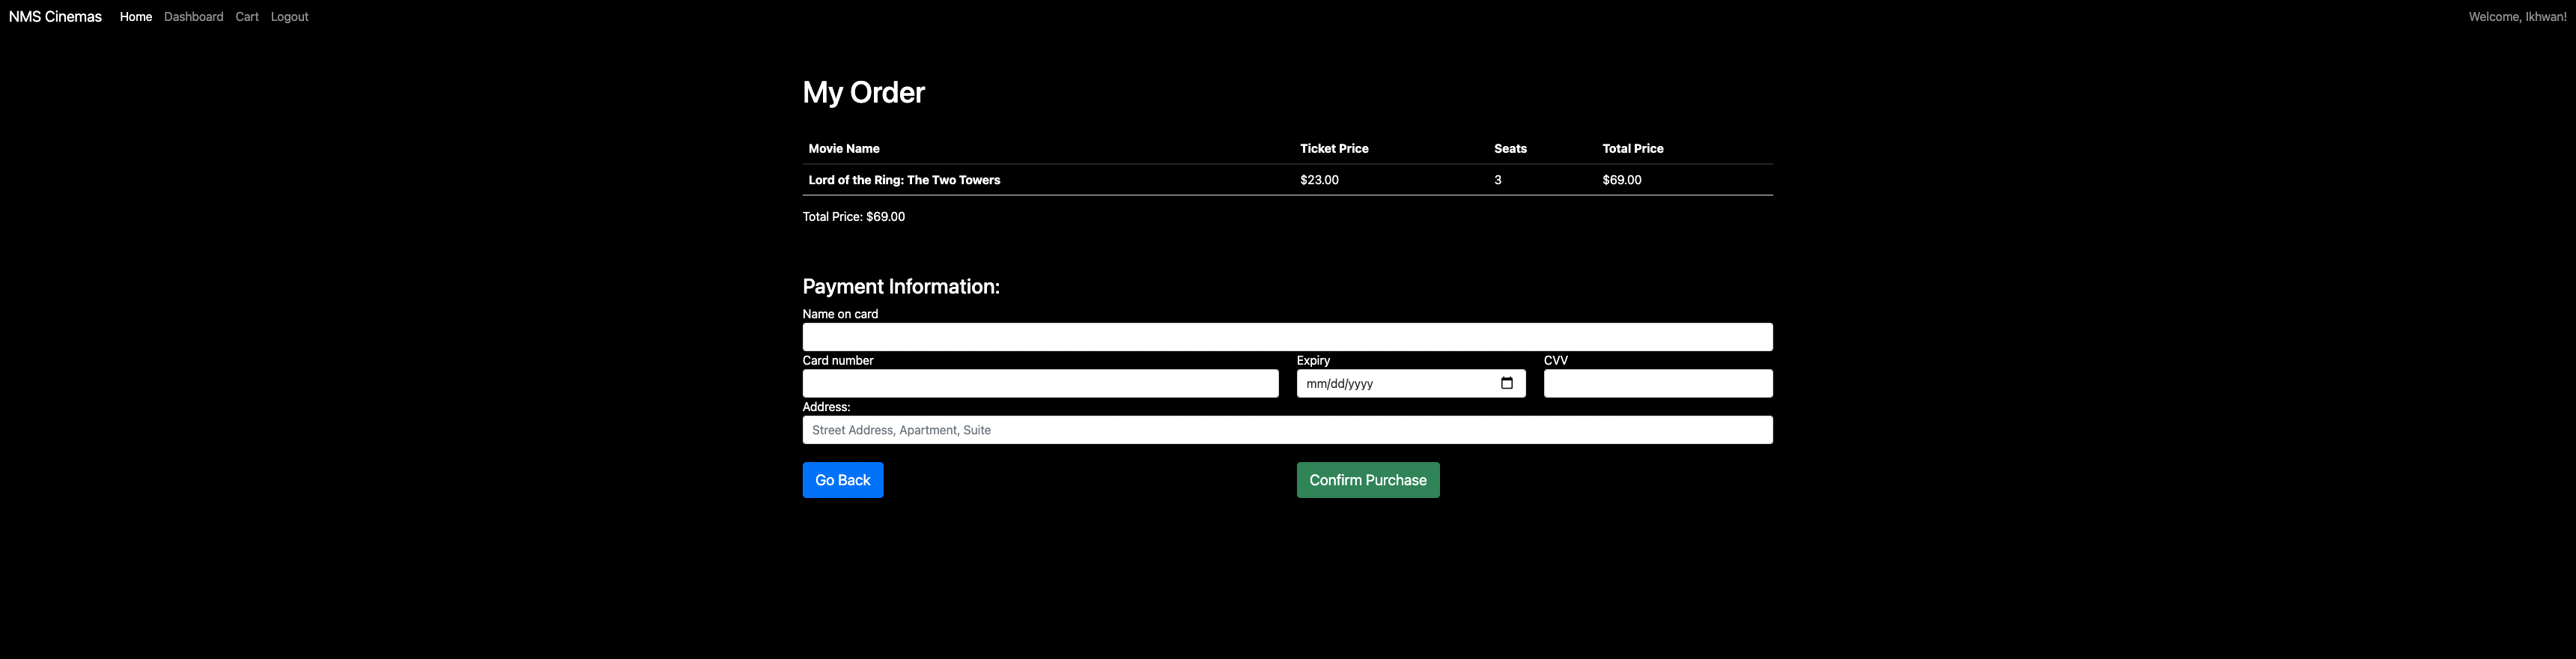 NMS Cinemas Home Dashboard Cart Logout Welcome, Ikhwan!
My Order
Movie Name Ticket Price Seats Total Price
Lord of the Ring: The Two Towers $23.00 3 $69.00
Total Price: $69.00
Payment Information:
Name on card
Card number Expiry CVV
mm/dd/yyyy
Address:
Street Address, Apartment, Suite
Go Back Confirm Purchase